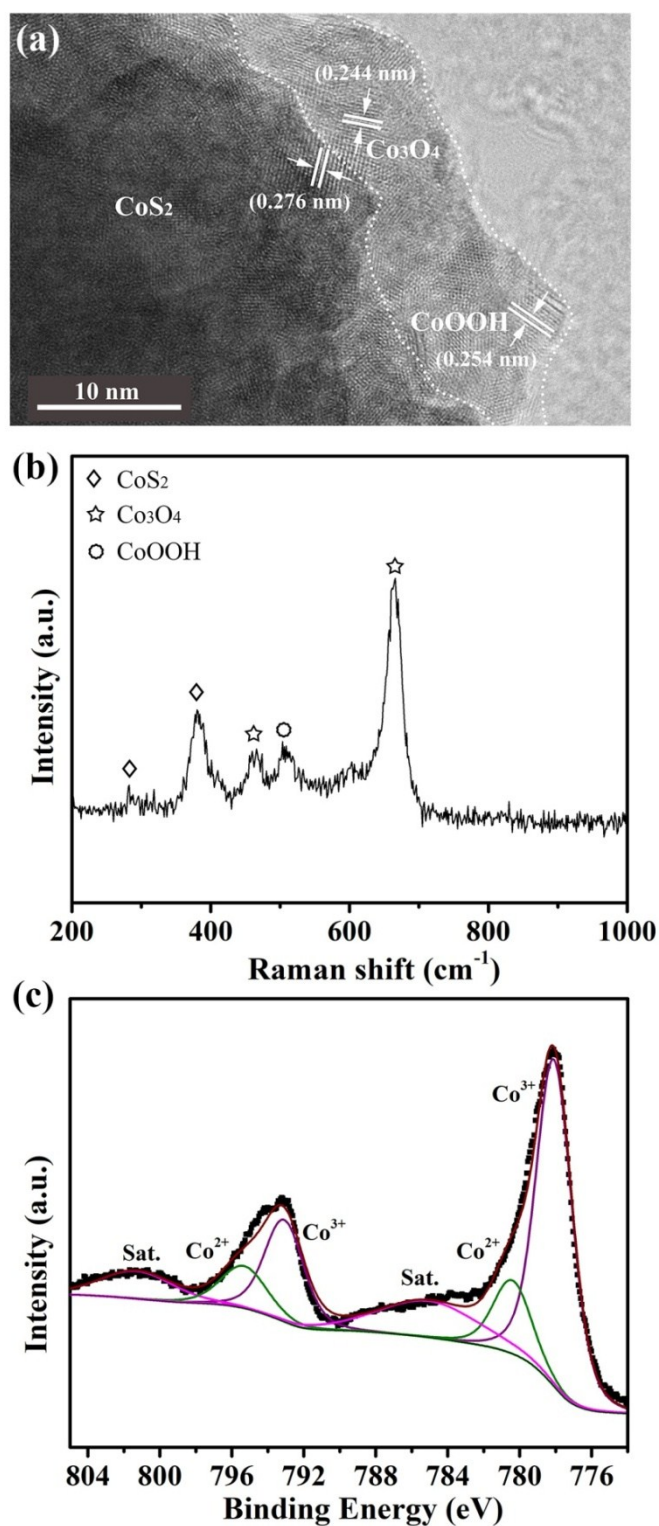 (a)
(0.244 nm)
Co3O4
(0.276 nm)
CoS2
CoOOH
(0.254 nm)
10 nm
(b)
CoS2
Co3O4
CoOOH
Intensity (a.u.)
200 400 600 800 1000
Raman shift (cm-1)
(c)
Co3+
Sat. Co2+ Co3+ Sat. Co2+
Intensity (a.u.)
804 800 796 792 788 784 780 776
Binding Energy (eV)